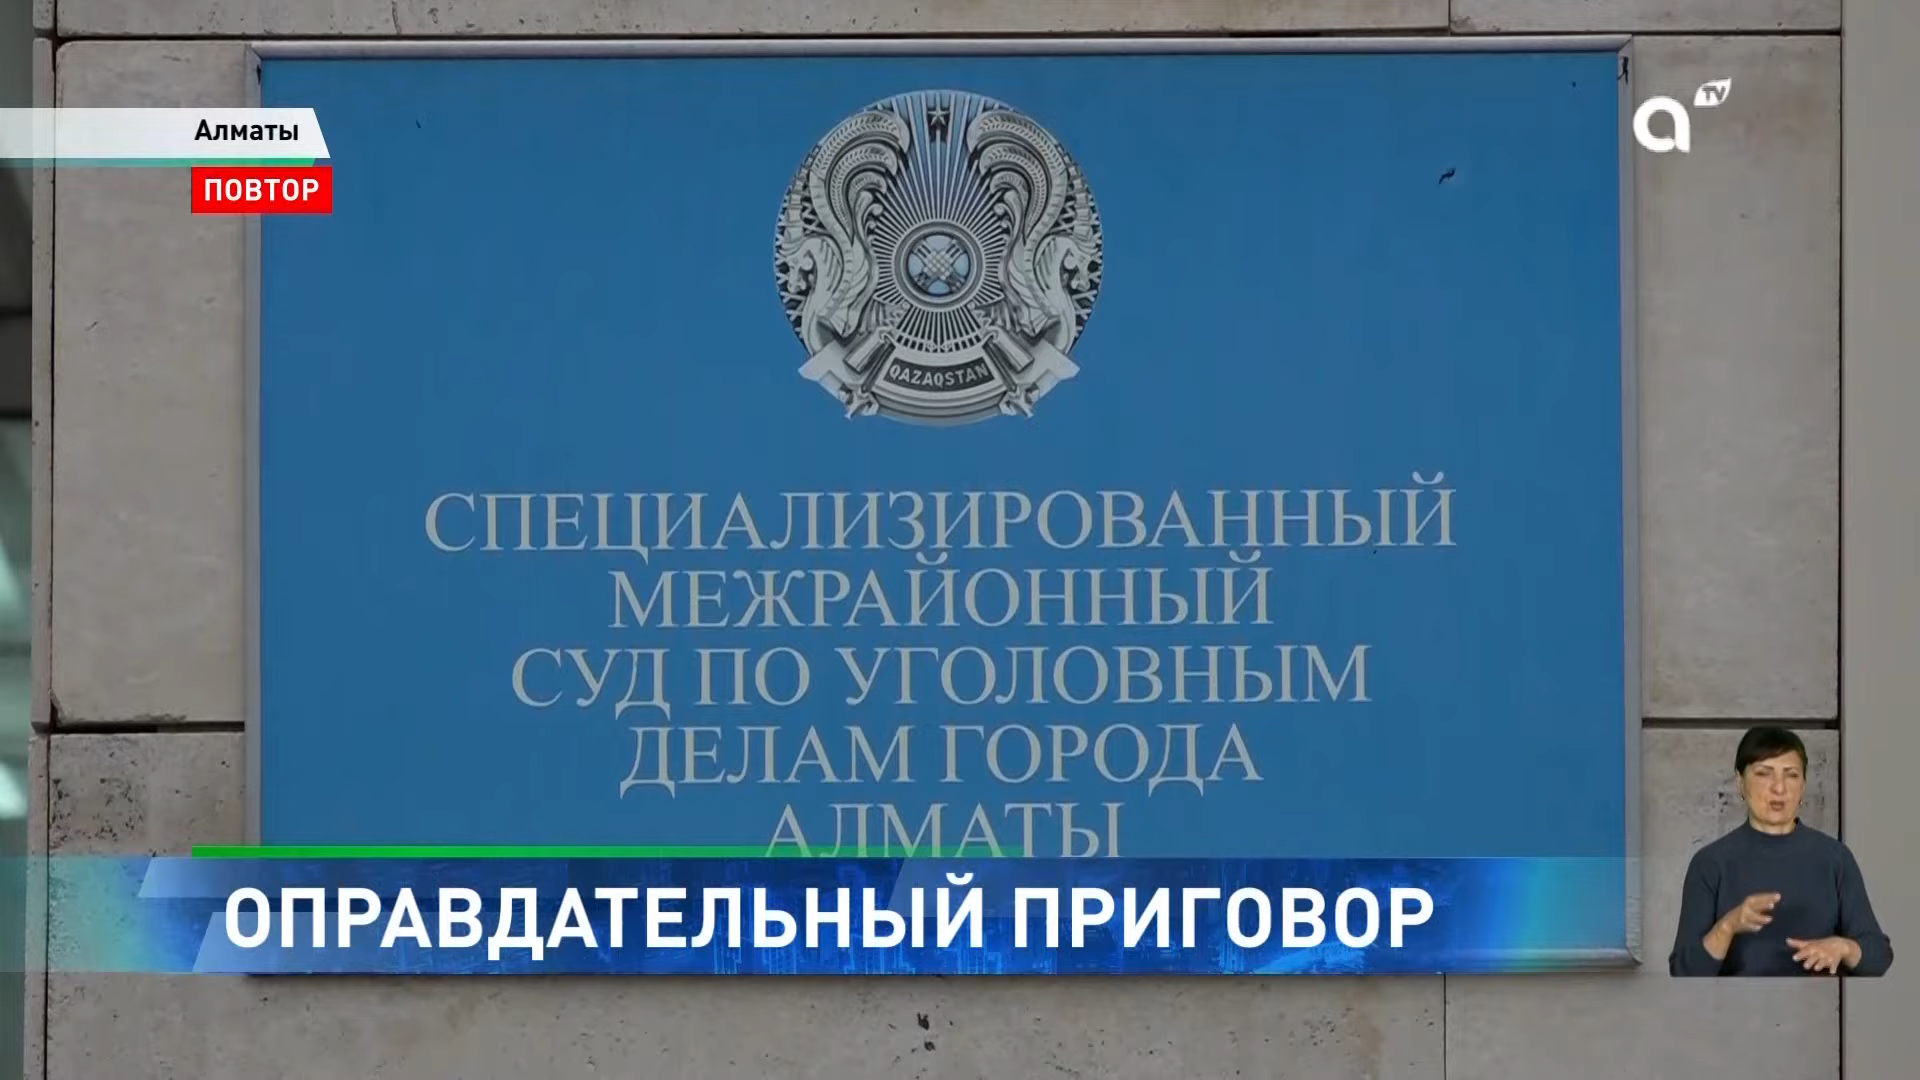 Алматы
ПОВТОР
a TV
QAZAQSTAN
СПЕЦИАЛИЗИРОВАННЫЙ
МЕЖРАЙОННЫЙ
СУД ПО УГОЛОВНЫМ
ДЕЛАМ ГОРОДА
АЛМАТЫ
ОПРАВДАТЕЛЬНЫЙ ПРИГОВОР